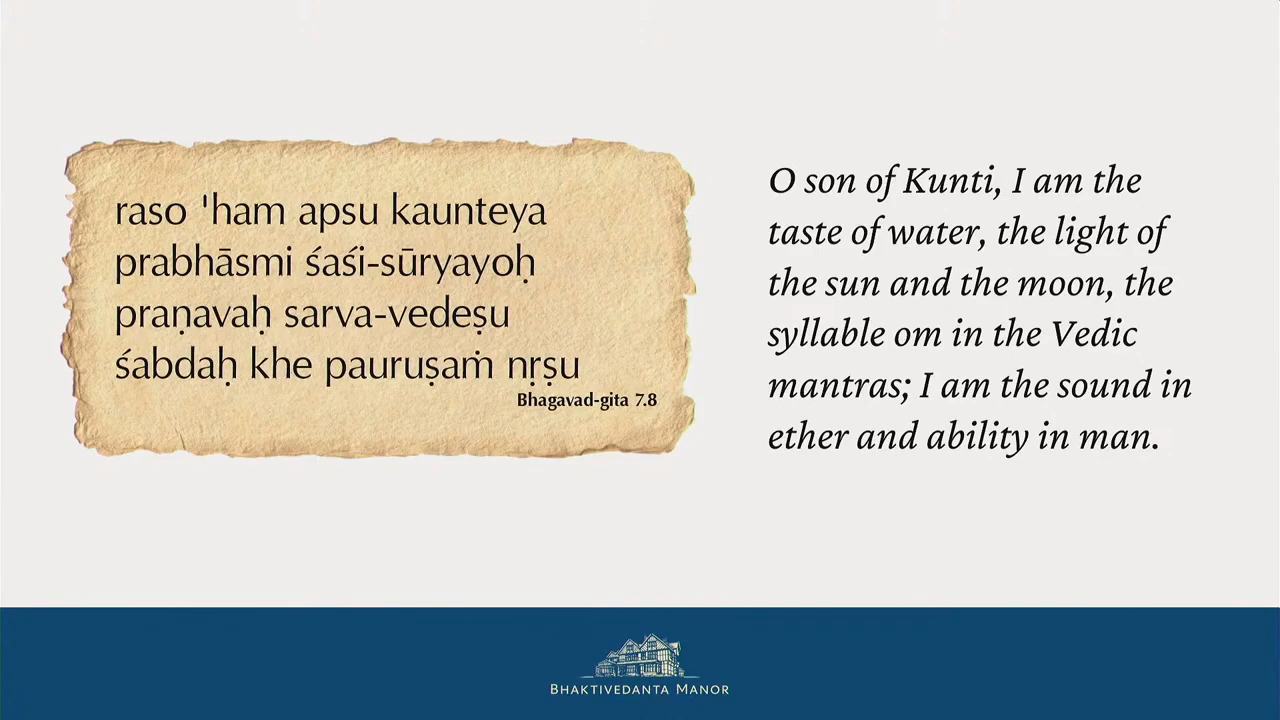 raso 'ham apsu kaunteya
prabhāsmi śaśi-sūryayoḥ
praṇavaḥ sarva-vedeṣu
śabdaḥ khe pauruṣaṁ nṛṣu
Bhagavad-gita 7.8
O son of Kunti, I am the
taste of water, the light of
the sun and the moon, the
syllable om in the Vedic
mantras; I am the sound in
ether and ability in man.
BHAKTIVEDANTA MANOR